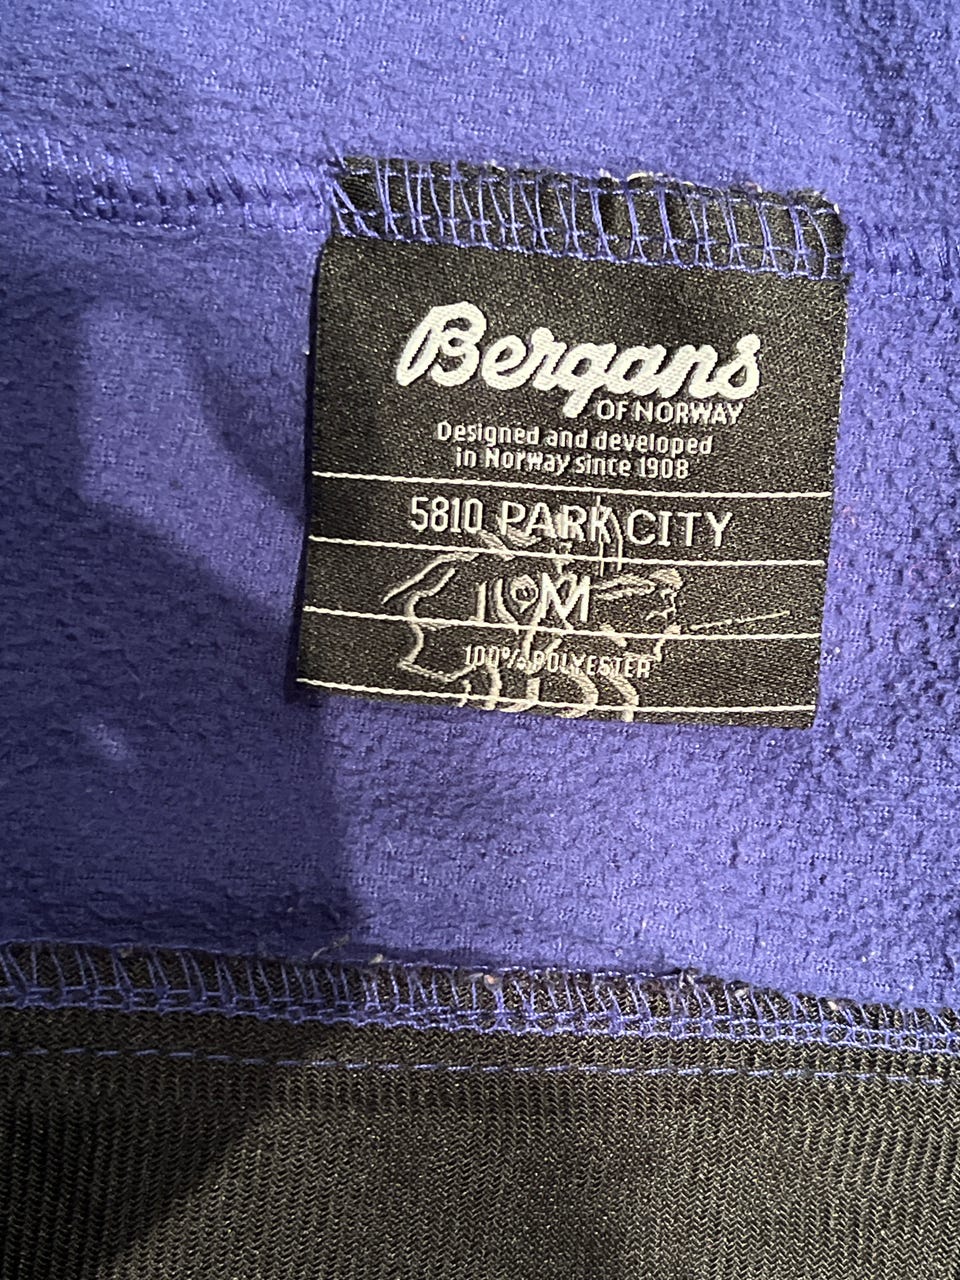 Bergans
OF NORWAY
Designed and developed
in Norway since 1908
5810 PARK CITY
M
100% POLYESTER